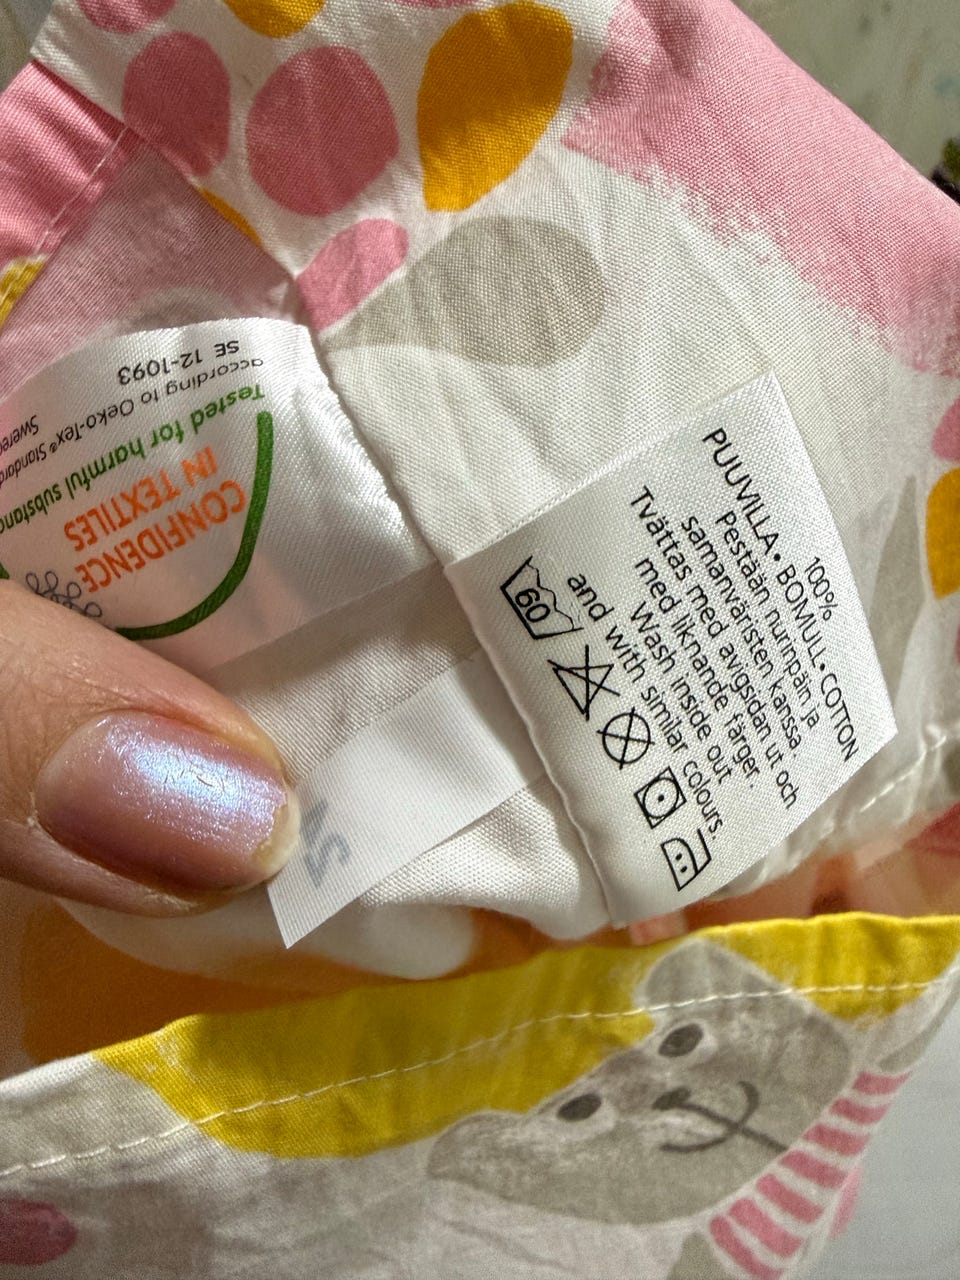 100%
PUUVILLA • BOMULL • COTTON
Pestään nurinpäin ja
samanväristen kanssa.
Tvättas med avigsidan ut och
med liknande färger.
Wash inside out
and with similar colours.
60
CONFIDENCE
IN TEXTILES
Tested for harmful
according to Oeko-Tex® Standard
SE 12-1093